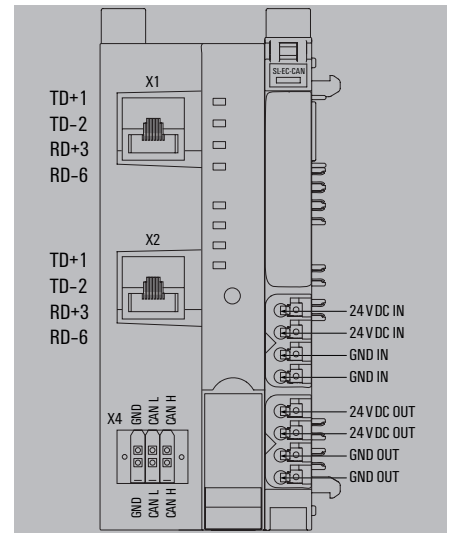 SL-EC-CAN
X1
TD+1
TD-2
RD+3
RD-6
X2
TD+1
TD-2
RD+3
RD-6
24 V DC IN
24 V DC IN
GND IN
GND IN
X4
GND
CAN L
CAN H
24 V DC OUT
24 V DC OUT
GND OUT
GND OUT
GND
CAN L
CAN H